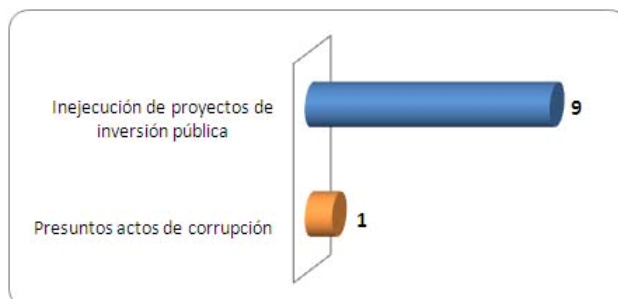 Inejecución de proyectos de
inversión pública
9
Presuntos actos de corrupción
1